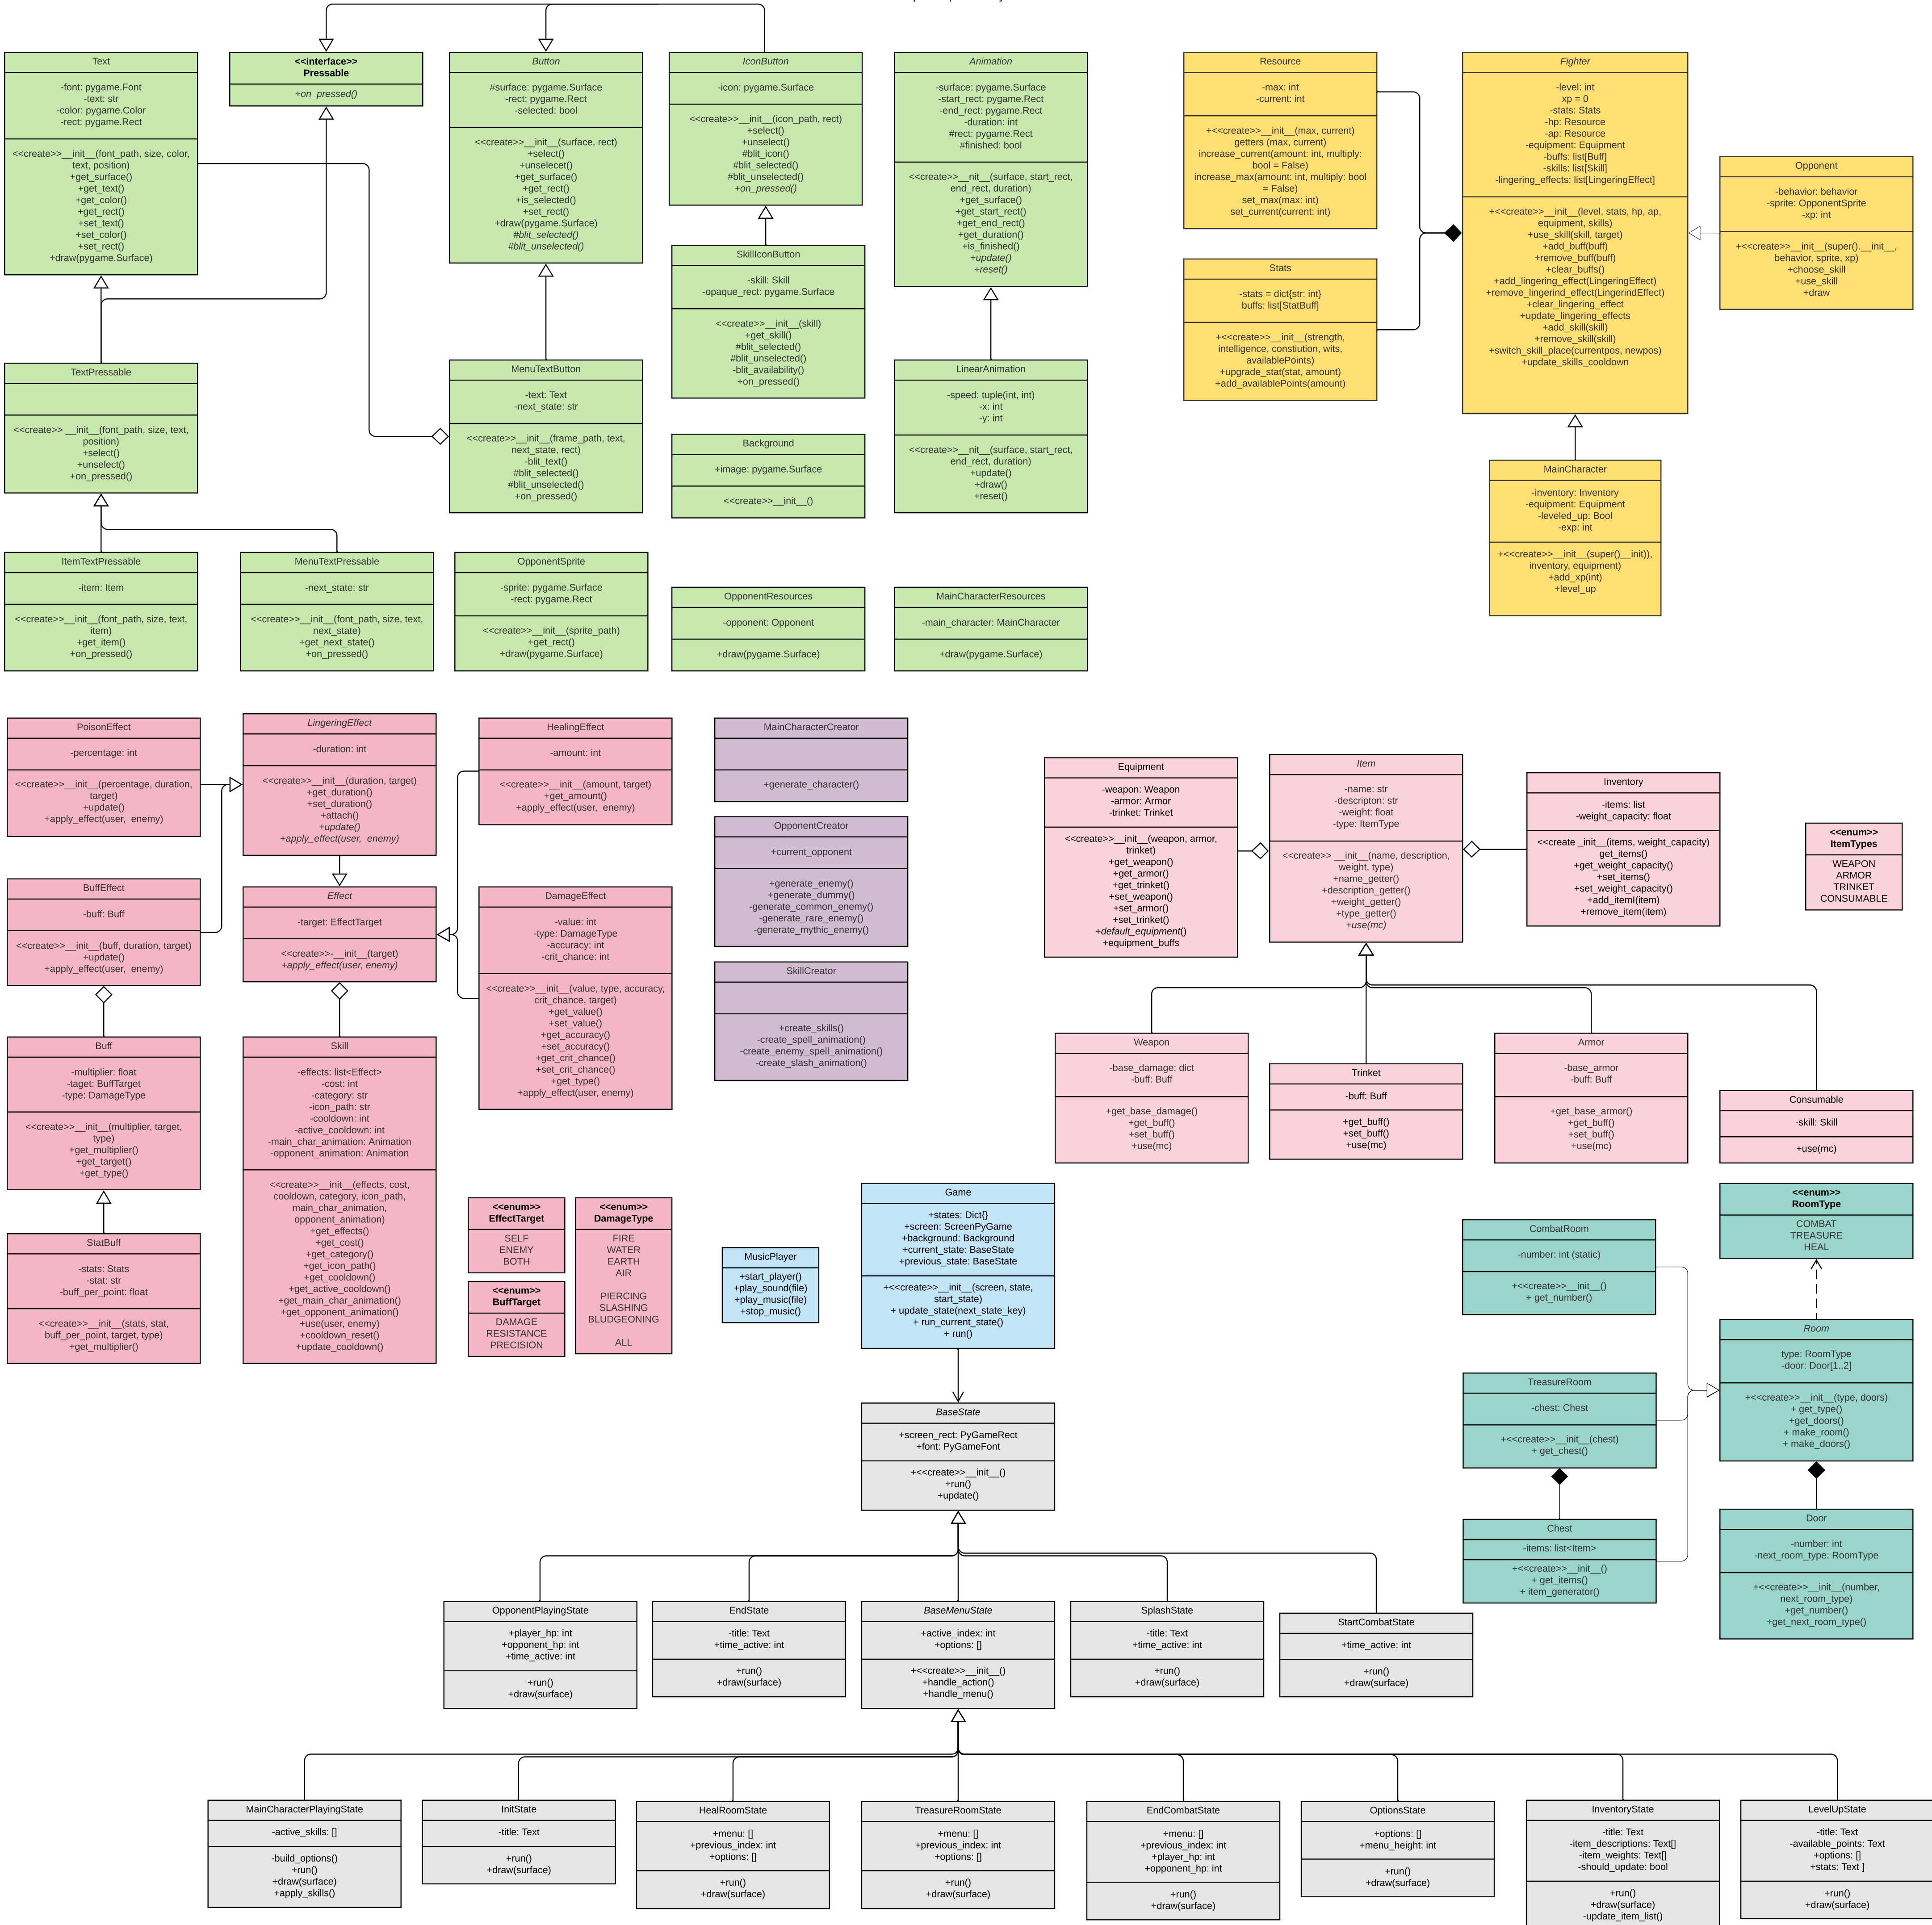 Text
-font: pygame.Font
-text: str
-color: pygame.Color
-rect: pygame.Rect
<<create>>__init__(font_path, size, color,
text, position)
+get_surface()
+get_text()
+get_color()
+get_rect()
+set_text()
+set_color()
+set_rect()
+draw(pygame.Surface)
<<interface>>
Pressable
+on_pressed()
Button
#surface: pygame.Surface
-rect: pygame.Rect
-selected: bool
<<create>>__init__(surface, rect)
+select()
+unselecet()
+get_surface()
+get_rect()
+is_selected()
+set_rect()
+draw(pygame.Surface)
#blit_selected()
#blit_unselected()
IconButton
-icon: pygame.Surface
<<create>>__init__(icon_path, rect)
+select()
+unselect()
#blit_icon()
#blit_selected()
#blit_unselected()
+on_pressed()
Animation
-surface: pygame.Surface
-start_rect: pygame.Rect
-end_rect: pygame.Rect
-duration: int
#rect: pygame.Rect
#finished: bool
<<create>>__nit__(surface, start_rect,
end_rect, duration)
+get_surface()
+get_start_rect()
+get_end_rect()
+get_duration()
+is_finished()
+update()
+reset()
Resource
-max: int
-current: int
+<<create>>__init__(max, current)
getters (max, current)
increase_current(amount: int, multiply:
bool = False)
increase_max(amount: int, multiply: bool
= False)
set_max(max: int)
set_current(current: int)
Fighter
-level: int
xp = 0
-stats: Stats
-hp: Resource
-ap: Resource
-equipment: Equipment
-buffs: list[Buff]
-skills: list[Skill]
-lingering_effects: list[LingeringEffect]
+<<create>>__init__(level, stats, hp, ap,
equipment, skills)
+use_skill(skill, target)
+add_buff(buff)
+remove_buff(buff)
+clear_buffs()
+add_lingering_effect(LingeringEffect)
+remove_lingerind_effect(LingerindEffect)
+clear_lingering_effect
+update_lingering_effects
+add_skill(skill)
+remove_skill(skill)
+switch_skill_place(currentpos, newpos)
+update_skills_cooldown
Opponent
-behavior: behavior
-sprite: OpponentSprite
-xp: int
+<<create>>__init__(super().__init__,
behavior, sprite, xp)
+choose_skill
+use_skill
+draw
SkillIconButton
-skill: Skill
-opaque_rect: pygame.Surface
<<create>>__init__(skill)
+get_skill()
#blit_selected()
#blit_unselected()
-blit_availability()
+on_pressed()
Stats
-stats = dict{str: int}
buffs: list[StatBuff]
+<<create>>__init__(strength,
intelligence, constiution, wits,
availablePoints)
+upgrade_stat(stat, amount)
+add_availablePoints(amount)
TextPressable
<<create>> __init__(font_path, size, text,
position)
+select()
+unselect()
+on_pressed()
MenuTextButton
-text: Text
-next_state: str
<<create>>__init__(frame_path, text,
next_state, rect)
-blit_text()
#blit_selected()
#blit_unselected()
+on_pressed()
Background
+image: pygame.Surface
<<create>>__init__()
LinearAnimation
-speed: tuple(int, int)
-x: int
-y: int
<<create>>__nit__(surface, start_rect,
end_rect, duration)
+update()
+draw()
+reset()
MainCharacter
-inventory: Inventory
-equipment: Equipment
-leveled_up: Bool
-exp: int
+<<create>>__init__(super()__init)),
inventory, equipment)
+add_xp(int)
+level_up
ItemTextPressable
-item: Item
<<create>>__init__(font_path, size, text,
item)
+get_item()
+on_pressed()
MenuTextPressable
-next_state: str
<<create>>__init__(font_path, size, text,
next_state)
+get_next_state()
+on_pressed()
OpponentSprite
-sprite: pygame.Surface
-rect: pygame.Rect
<<create>>__init__(sprite_path)
+get_rect()
+draw(pygame.Surface)
OpponentResources
-opponent: Opponent
+draw(pygame.Surface)
MainCharacterResources
-main_character: MainCharacter
+draw(pygame.Surface)
PoisonEffect
-percentage: int
<<create>>__init__(percentage, duration,
target)
+update()
+apply_effect(user, enemy)
LingeringEffect
-duration: int
<<create>>__init__(duration, target)
+get_duration()
+set_duration()
+attach()
+update()
+apply_effect(user, enemy)
HealingEffect
-amount: int
<<create>>__init__(amount, target)
+get_amount()
+apply_effect(user, enemy)
MainCharacterCreator
+generate_character()
OpponentCreator
+current_opponent
+generate_enemy()
+generate_dummy()
-generate_common_enemy()
-generate_rare_enemy()
-generate_mythic_enemy()
SkillCreator
+create_skills()
-create_spell_animation()
-create_enemy_spell_animation()
-create_slash_animation()
Equipment
-weapon: Weapon
-armor: Armor
-trinket: Trinket
<<create>>__init__(weapon, armor,
trinket)
+get_weapon()
+get_armor()
+get_trinket()
+set_weapon()
+set_armor()
+set_trinket()
+default_equipment()
+equipment_buffs
Item
-name: str
-descripton: str
-weight: float
-type: ItemType
<<create>> __init__(name, description,
weight, type)
+name_getter()
+description_getter()
+weight_getter()
+type_getter()
+use(mc)
Inventory
-items: list
-weight_capacity: float
<<create _init__(items, weight_capacity)
get_items()
+get_weight_capacity()
+set_items()
+set_weight_capacity()
+add_itemI(item)
+remove_item(item)
<<enum>>
ItemTypes
WEAPON
ARMOR
TRINKET
CONSUMABLE
BuffEffect
-buff: Buff
<<create>>__init__(buff, duration, target)
+update()
+apply_effect(user, enemy)
Effect
-target: EffectTarget
<<create>>-__init__(target)
+apply_effect(user, enemy)
DamageEffect
-value: int
-type: DamageType
-accuracy: int
-crit_chance: int
<<create>>__init__(value, type, accuracy,
crit_chance, target)
+get_value()
+set_value()
+get_accuracy()
+set_accuracy()
+get_crit_chance()
+set_crit_chance()
+get_type()
+apply_effect(user, enemy)
Buff
-multiplier: float
-taget: BuffTarget
-type: DamageType
<<create>>__init__(multiplier, target,
type)
+get_multiplier()
+get_target()
+get_type()
Skill
-effects: list<Effect>
-cost: int
-category: str
-icon_path: str
-cooldown: int
-active_cooldown: int
-main_char_animation: Animation
-opponent_animation: Animation
<<create>>__init__(effects, cost,
cooldown, category, icon_path,
main_char_animation,
opponent_animation)
+get_effects()
+get_cost()
+get_category()
+get_icon_path()
+get_cooldown()
+get_active_cooldown()
+get_main_char_animation()
+get_opponent_animation()
+use(user, enemy)
+cooldown_reset()
+update_cooldown()
StatBuff
-stats: Stats
-stat: str
-buff_per_point: float
<<create>>__init__(stats, stat,
buff_per_point, target, type)
+get_multiplier()
<<enum>>
EffectTarget
SELF
ENEMY
BOTH
<<enum>>
BuffTarget
DAMAGE
RESISTANCE
PRECISION
<<enum>>
DamageType
FIRE
WATER
EARTH
AIR
PIERCING
SLASHING
BLUDGEONING
ALL
Weapon
-base_damage: dict
-buff: Buff
+get_base_damage()
+get_buff()
+set_buff()
+use(mc)
Trinket
-buff: Buff
+get_buff()
+set_buff()
+use(mc)
Armor
-base_armor
-buff: Buff
+get_base_armor()
+get_buff()
+set_buff()
+use(mc)
Consumable
-skill: Skill
+use(mc)
MusicPlayer
+start_player()
+play_sound(file)
+play_music(file)
+stop_music()
Game
+states: Dict{}
+screen: ScreenPyGame
+background: Background
+current_state: BaseState
+previous_state: BaseState
+<<create>>__init__(screen, state,
start_state)
+ update_state(next_state_key)
+ run_current_state()
+ run()
CombatRoom
-number: int (static)
+<<create>>__init__()
+ get_number()
<<enum>>
RoomType
COMBAT
TREASURE
HEAL
Room
type: RoomType
-door: Door[1..2]
+<<create>>__init__(type, doors)
+ get_type()
+get_doors()
+ make_room()
+ make_doors()
TreasureRoom
-chest: Chest
+<<create>>__init__(chest)
+ get_chest()
Chest
-items: list<Item>
+<<create>>__init__()
+ get_items()
+ item_generator()
Door
-number: int
-next_room_type: RoomType
+<<create>>__init__(number,
next_room_type)
+get_number()
+get_next_room_type()
BaseState
+screen_rect: PyGameRect
+font: PyGameFont
+<<create>>__init__()
+run()
+update()
OpponentPlayingState
+player_hp: int
+opponent_hp: int
+time_active: int
+run()
+draw(surface)
EndState
-title: Text
+time_active: int
+run()
+draw(surface)
BaseMenuState
+active_index: int
+options: []
+<<create>>__init__()
+handle_action()
+handle_menu()
SplashState
-title: Text
+time_active: int
+run()
+draw(surface)
StartCombatState
+time_active: int
+run()
+draw(surface)
MainCharacterPlayingState
-active_skills: []
-build_options()
+run()
+draw(surface)
+apply_skills()
InitState
-title: Text
+run()
+draw(surface)
HealRoomState
+menu: []
+previous_index: int
+options: []
+run()
+draw(surface)
TreasureRoomState
+menu: []
+previous_index: int
+options: []
+run()
+draw(surface)
EndCombatState
+menu: []
+previous_index: int
+player_hp: int
+opponent_hp: int
+run()
+draw(surface)
OptionsState
+options: []
+menu_height: int
+run()
+draw(surface)
InventoryState
-title: Text
-item_descriptions: Text[]
-item_weights: Text[]
-should_update: bool
+run()
+draw(surface)
-update_item_list()
LevelUpState
-title: Text
-available_points: Text
+options: []
+stats: Text ]
+run()
+draw(surface)